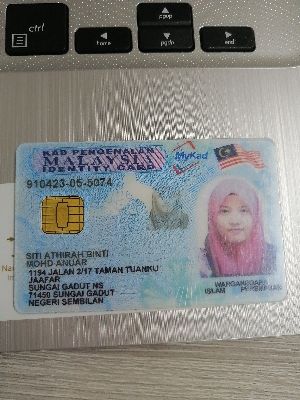 ctrl
pgup
home
pgdn
end
KAD PENGENALAN
MALAYSIA
IDENTITY CARD
MyKad
910423-05-5074
SITI ATHIRAH BINTI
MOHD ANUAR
1194 JALAN 2/17 TAMAN TUANKU
JAAFAR
SUNGAI GADUT NS
71450 SUNGAI GADUT
NEGERI SEMBILAN
WARGANEGARA
ISLAM PEREMPUAN